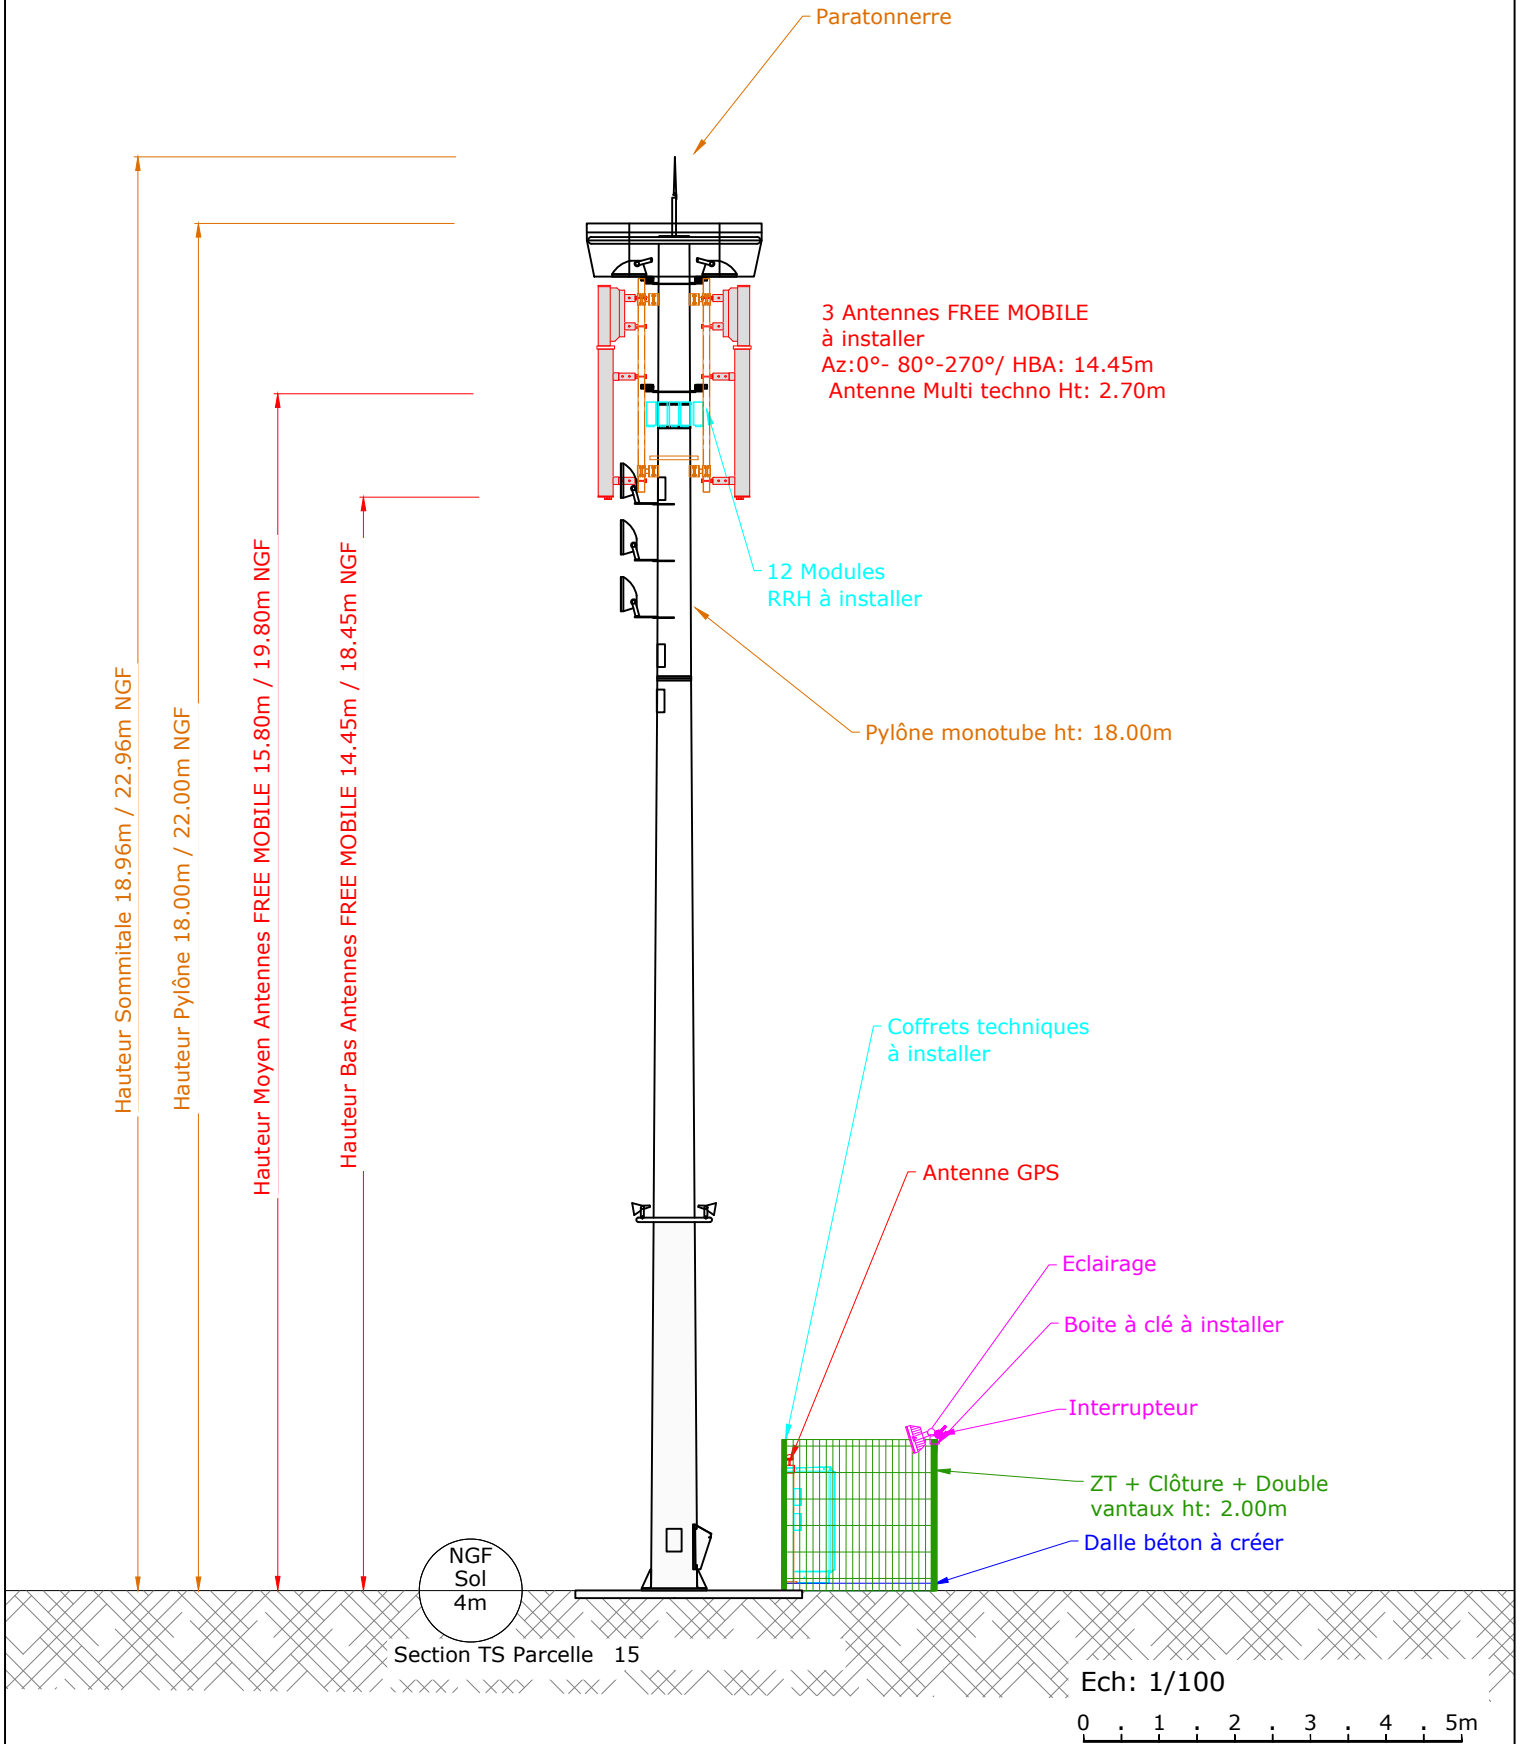 Paratonnerre
3 Antennes FREE MOBILE
à installer
Az:0°- 80°-270°/ HBA: 14.45m
Antenne Multi techno Ht: 2.70m
12 Modules
RRH à installer
Pylône monotube ht: 18.00m
Hauteur Sommitale 18.96m / 22.96m NGF
Hauteur Pylône 18.00m / 22.00m NGF
Hauteur Moyen Antennes FREE MOBILE 15.80m / 19.80m NGF
Hauteur Bas Antennes FREE MOBILE 14.45m / 18.45m NGF
Coffrets techniques
à installer
Antenne GPS
Eclairage
Boite à clé à installer
Interrupteur
ZT + Clôture + Double
vantaux ht: 2.00m
Dalle béton à créer
NGF
Sol
4m
Section TS Parcelle 15
Ech: 1/100
0 . 1 . 2 . 3 . 4 . 5m